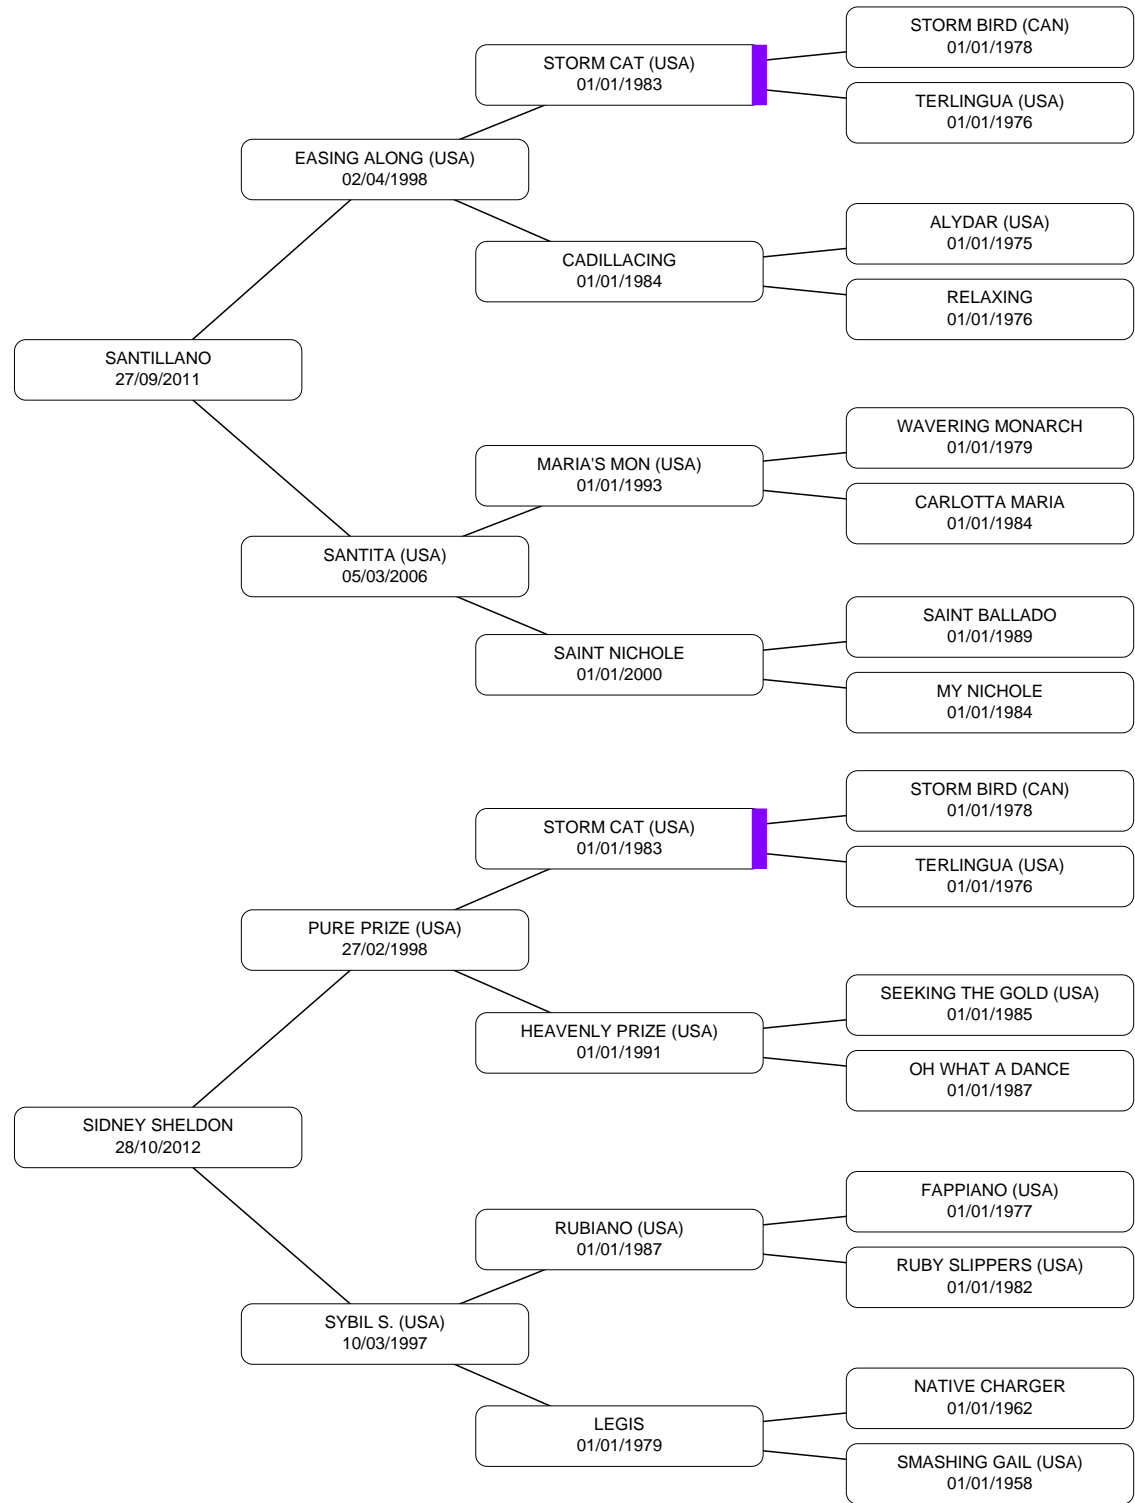 STORM BIRD (CAN)
01/01/1978
STORM CAT (USA)
01/01/1983
TERLINGUA (USA)
01/01/1976
EASING ALONG (USA)
02/04/1998
ALYDAR (USA)
01/01/1975
CADILLACING
01/01/1984
RELAXING
01/01/1976
SANTILLANO
27/09/2011
WAVERING MONARCH
01/01/1979
MARIA'S MON (USA)
01/01/1993
CARLOTTA MARIA
01/01/1984
SANTITA (USA)
05/03/2006
SAINT BALLADO
01/01/1989
SAINT NICHOLE
01/01/2000
MY NICHOLE
01/01/1984
STORM BIRD (CAN)
01/01/1978
STORM CAT (USA)
01/01/1983
TERLINGUA (USA)
01/01/1976
PURE PRIZE (USA)
27/02/1998
SEEKING THE GOLD (USA)
01/01/1985
HEAVENLY PRIZE (USA)
01/01/1991
OH WHAT A DANCE
01/01/1987
SIDNEY SHELDON
28/10/2012
FAPPIANO (USA)
01/01/1977
RUBIANO (USA)
01/01/1987
RUBY SLIPPERS (USA)
01/01/1982
SYBIL S. (USA)
10/03/1997
NATIVE CHARGER
01/01/1962
LEGIS
01/01/1979
SMASHING GAIL (USA)
01/01/1958